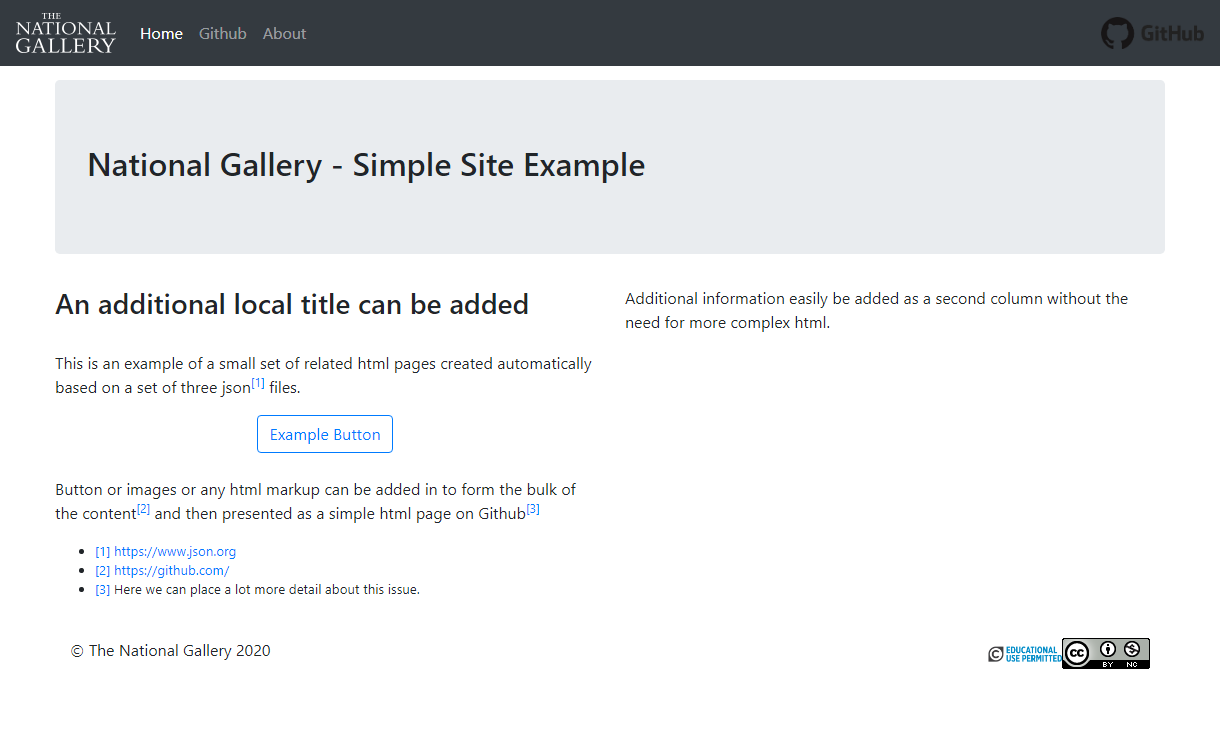 THE
NATIONAL
GALLERY
Home Github About
GitHub
National Gallery - Simple Site Example
An additional local title can be added
This is an example of a small set of related html pages created automatically
based on a set of three json[1] files.
Example Button
Button or images or any html markup can be added in to form the bulk of
the content[2] and then presented as a simple html page on Github[3]
[1] https://www.json.org
[2] https://github.com/
[3] Here we can place a lot more detail about this issue.
Additional information easily be added as a second column without the
need for more complex html.
© The National Gallery 2020
EDUCATIONAL
USE PERMITTED
cc
BY NC